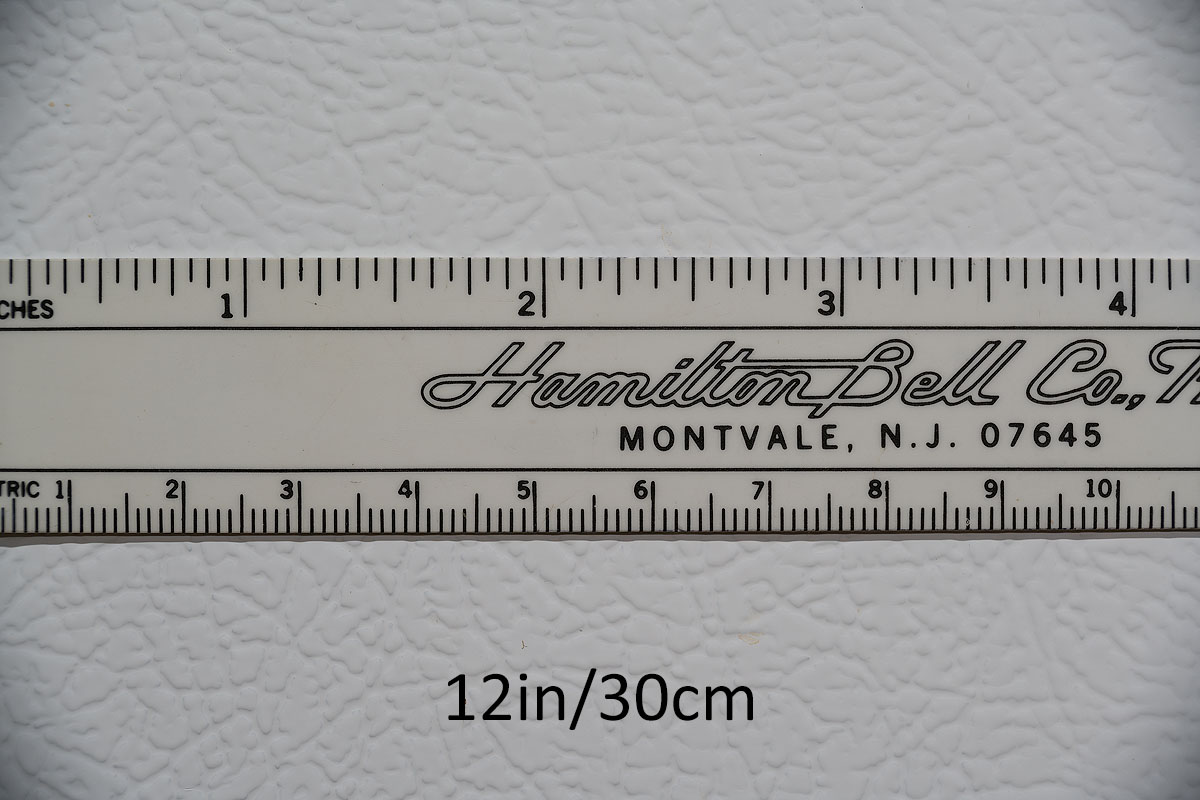 1 2 3 4
CHES
Hamilton Bell Co.,
MONTVALE, N.J. 07645
TRIC 1 2 3 4 5 6 7 8 9 10
12in/30cm